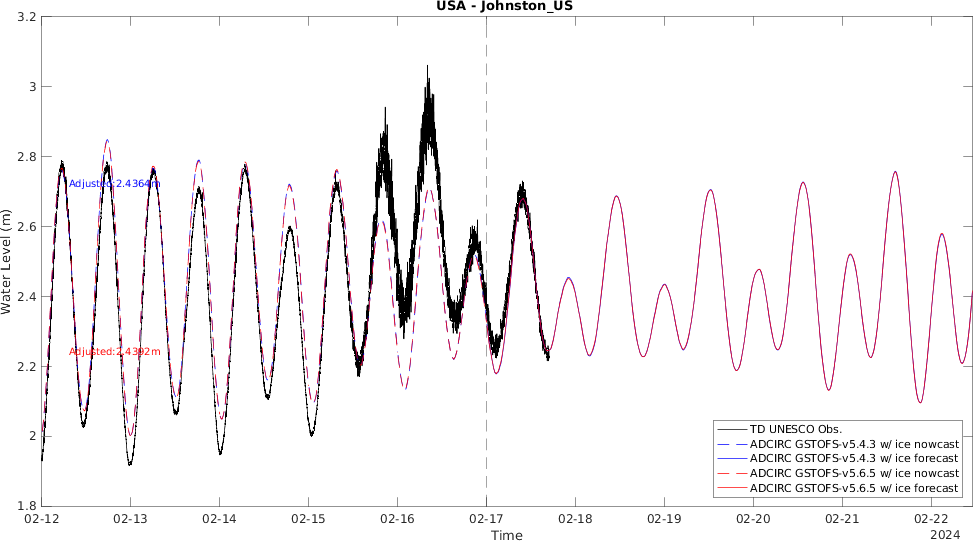 USA - Johnston_US
3.2
3
2.8
2.6
2.4
2.2
2
1.8
Water Level (m)
Adjusted:2.4364m
Adjusted:2.4392m
TD UNESCO Obs.
ADCIRC GSTOFS-v5.4.3 w/ ice nowcast
ADCIRC GSTOFS-v5.4.3 w/ ice forecast
ADCIRC GSTOFS-v5.6.5 w/ ice nowcast
ADCIRC GSTOFS-v5.6.5 w/ ice forecast
02-12 02-13 02-14 02-15 02-16 02-17 02-18 02-19 02-20 02-21 02-22
2024
Time